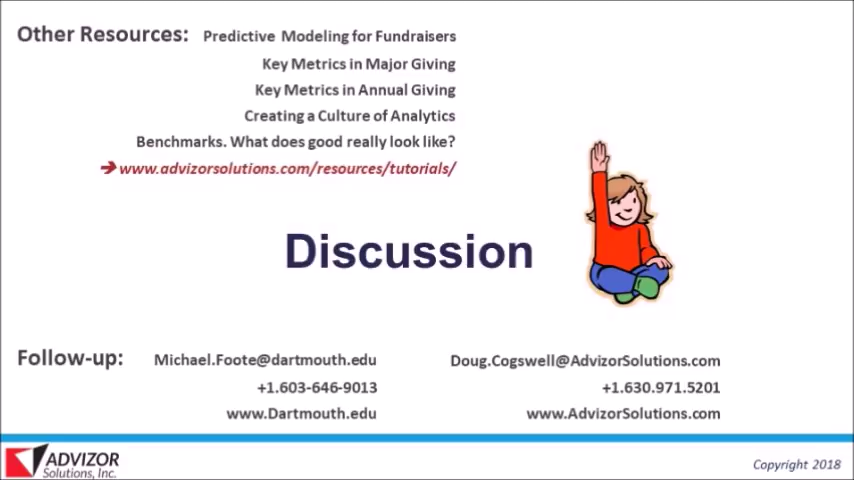 Other Resources: Predictive Modeling for Fundraisers
Key Metrics in Major Giving
Key Metrics in Annual Giving
Creating a Culture of Analytics
Benchmarks. What does good really look like?
➔ www.advizorsolutions.com/resources/tutorials/
Discussion
Follow-up: Michael.Foote@dartmouth.edu Doug.Cogswell@AdvizorSolutions.com
+1.603-646-9013 +1.630.971.5201
www.Dartmouth.edu www.AdvizorSolutions.com
ADVIZOR
Solutions, Inc.
Copyright 2018